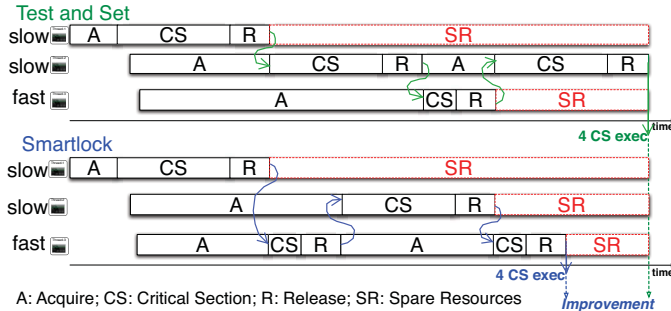 Test and Set
slow A CS R SR
slow A CS R A CS R
fast A CS R SR
time
4 CS exec
Smartlock
slow A CS R SR
slow A CS R SR
fast A CS R A CS R SR
time
4 CS exec
A: Acquire; CS: Critical Section; R: Release; SR: Spare Resources
Improvement